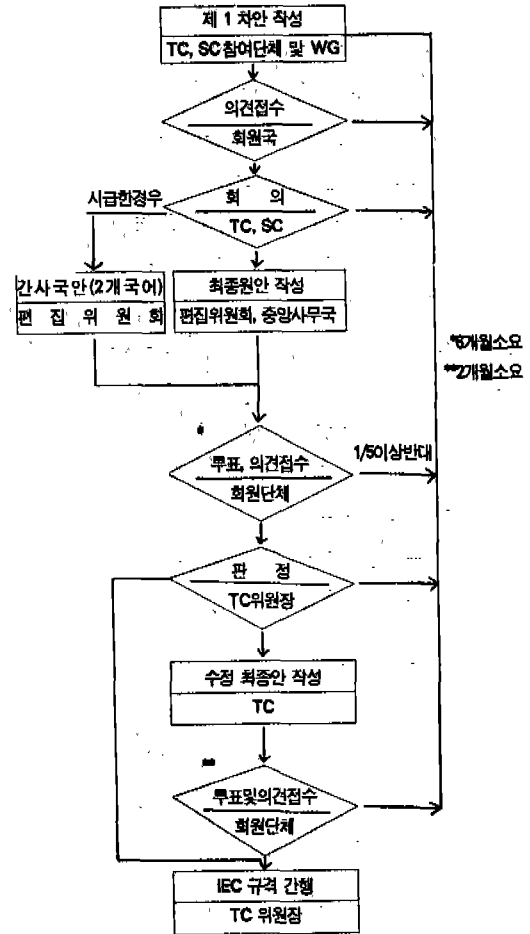 제 1 차안 작성
TC, SC참여단체 및 WG
의견접수
회원국
시급한경우
회 의
TC, SC
간사국안(2개국어)
편 집 위 원 회
최종원안 작성
편집위원회, 중앙사무국
*6개월소요
**2개월소요
*
투표, 의견접수
회원단체
1/5이상반대
판 정
TC위원장
수정 최종안 작성
TC
**
투표및의견접수
회원단체
IEC 규격 간행
TC 위원장